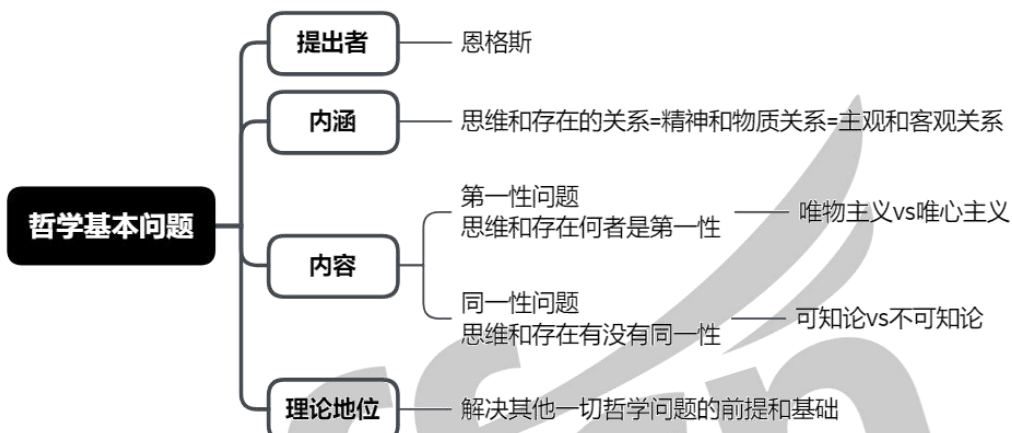 哲学基本问题
提出者
恩格斯
内涵
思维和存在的关系=精神和物质关系=主观和客观关系
内容
第一性问题
思维和存在何者是第一性
唯物主义vs唯心主义
同一性问题
思维和存在有没有同一性
可知论vs不可知论
理论地位
解决其他一切哲学问题的前提和基础